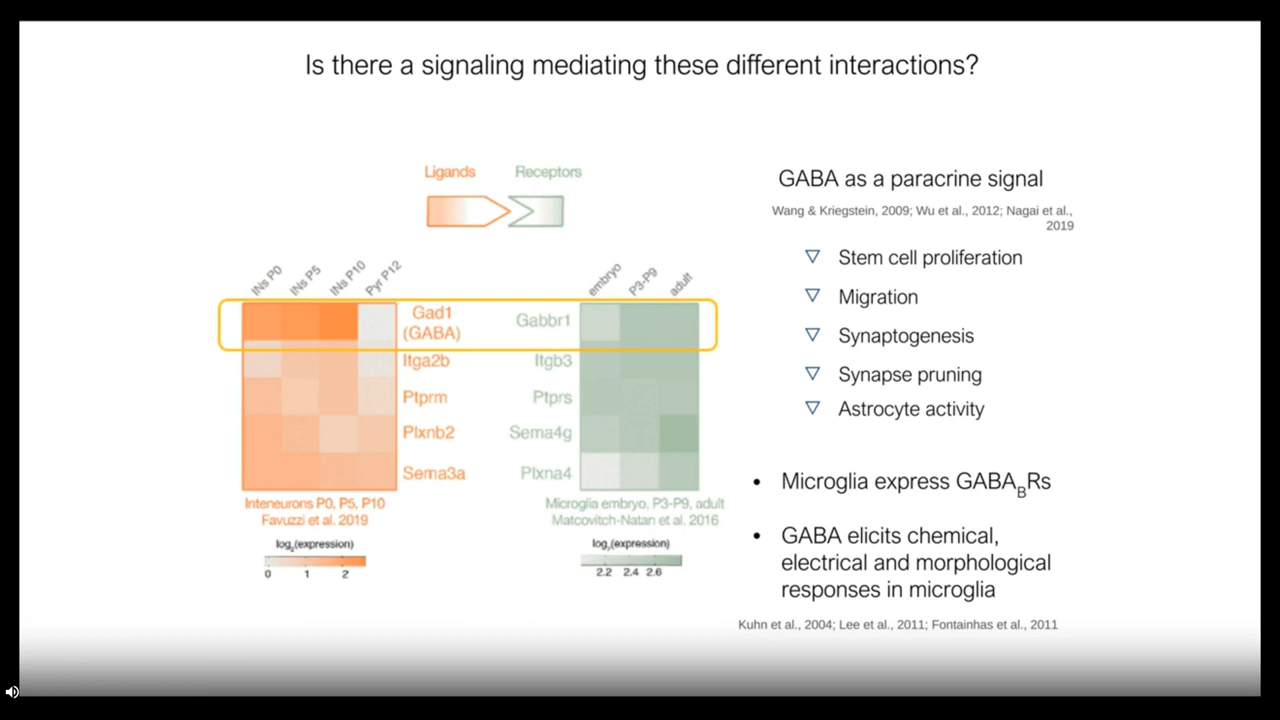 Is there a signaling mediating these different interactions?
Ligands
Receptors
INs P0
INs P5
INs P10
Pyr P12
embryo
P3-P9
adult
Gad1
(GABA)
Itga2b
Ptprm
Plxnb2
Sema3a
Gabbr1
Itgb3
Ptprs
Sema4g
Plxna4
Inteneurons P0, P5, P10
Favuzzi et al. 2019
Microglia embryo, P3-P9, adult
Matcovitch-Natan et al. 2016
log₂(expression)
0 1 2
log₂(expression)
2.2 2.4 2.6
GABA as a paracrine signal
Wang & Kriegstein, 2009; Wu et al., 2012; Nagai et al.,
2019
▽ Stem cell proliferation
▽ Migration
▽ Synaptogenesis
▽ Synapse pruning
▽ Astrocyte activity
• Microglia express GABA_BRs
• GABA elicits chemical,
electrical and morphological
responses in microglia
Kuhn et al., 2004; Lee et al., 2011; Fontainhas et al., 2011